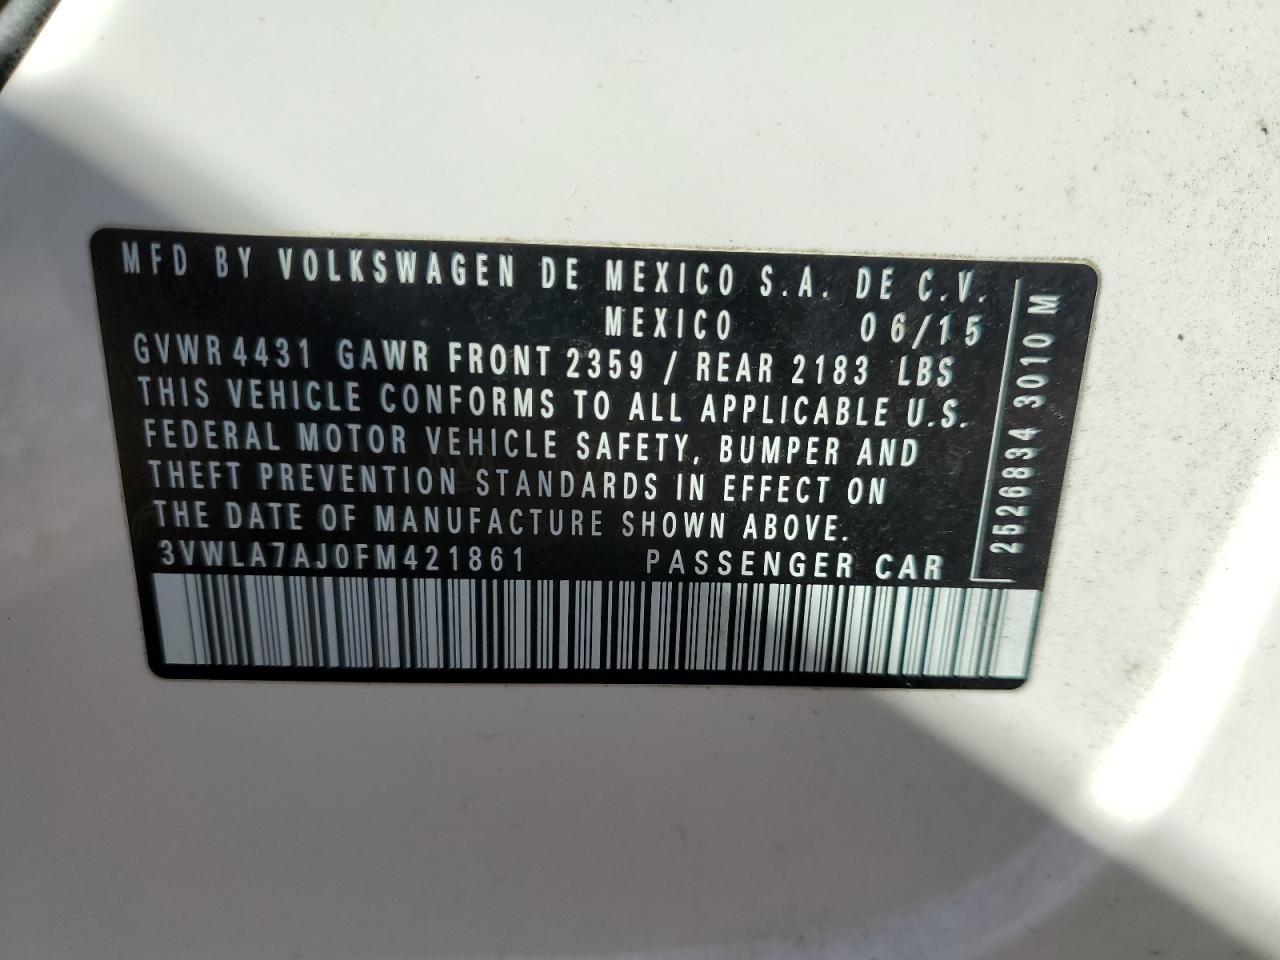 MFD BY VOLKSWAGEN DE MEXICO S.A. DE C.V.
MEXICO 06/15
GVWR 4431 GAWR FRONT 2359 / REAR 2183 LBS
THIS VEHICLE CONFORMS TO ALL APPLICABLE U.S.
FEDERAL MOTOR VEHICLE SAFETY, BUMPER AND
THEFT PREVENTION STANDARDS IN EFFECT ON
THE DATE OF MANUFACTURE SHOWN ABOVE.
3VWLA7AJ0FM421861 PASSENGER CAR
2526834 3010 M